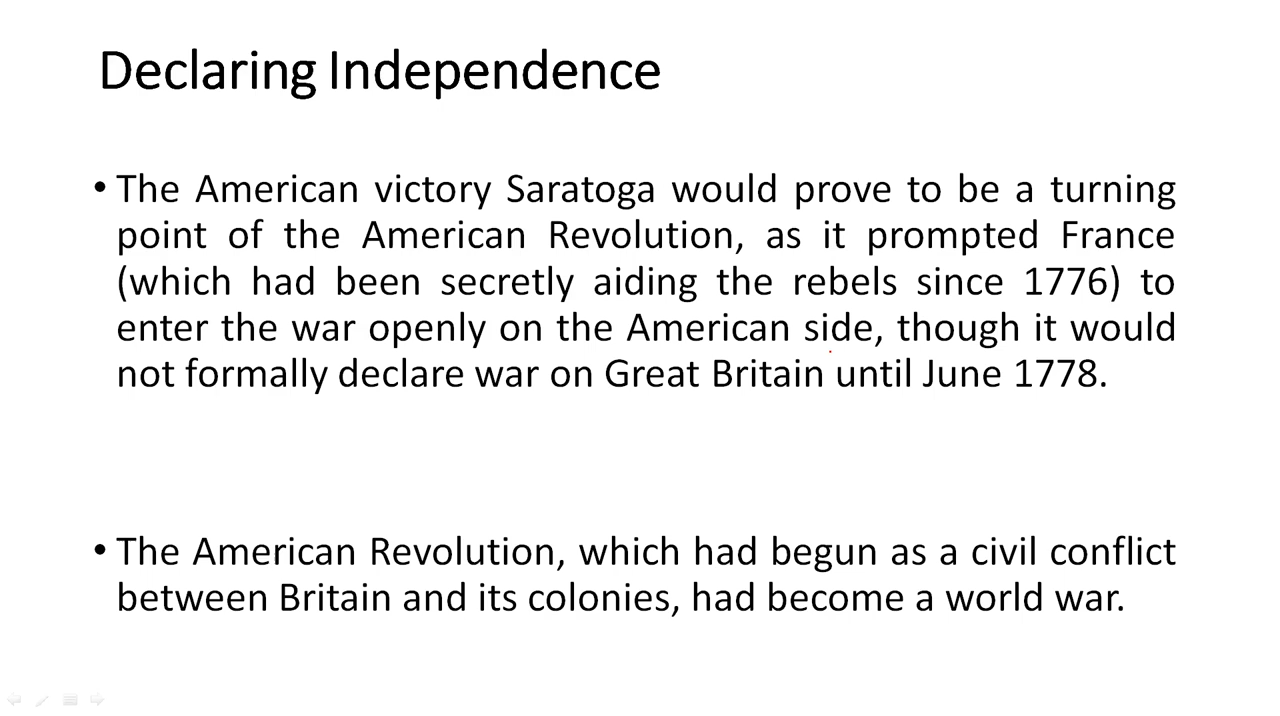 Declaring Independence
• The American victory Saratoga would prove to be a turning
point of the American Revolution, as it prompted France
(which had been secretly aiding the rebels since 1776) to
enter the war openly on the American side, though it would
not formally declare war on Great Britain until June 1778.
• The American Revolution, which had begun as a civil conflict
between Britain and its colonies, had become a world war.